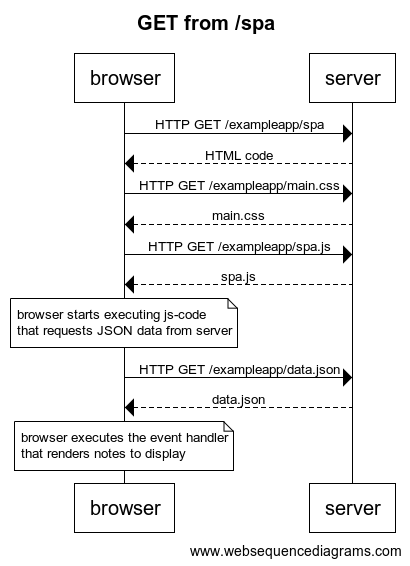 GET from /spa
browser server
HTTP GET /exampleapp/spa
HTML code
HTTP GET /exampleapp/main.css
main.css
HTTP GET /exampleapp/spa.js
spa.js
browser starts executing js-code
that requests JSON data from server
HTTP GET /exampleapp/data.json
data.json
browser executes the event handler
that renders notes to display
browser server
www.websequencediagrams.com